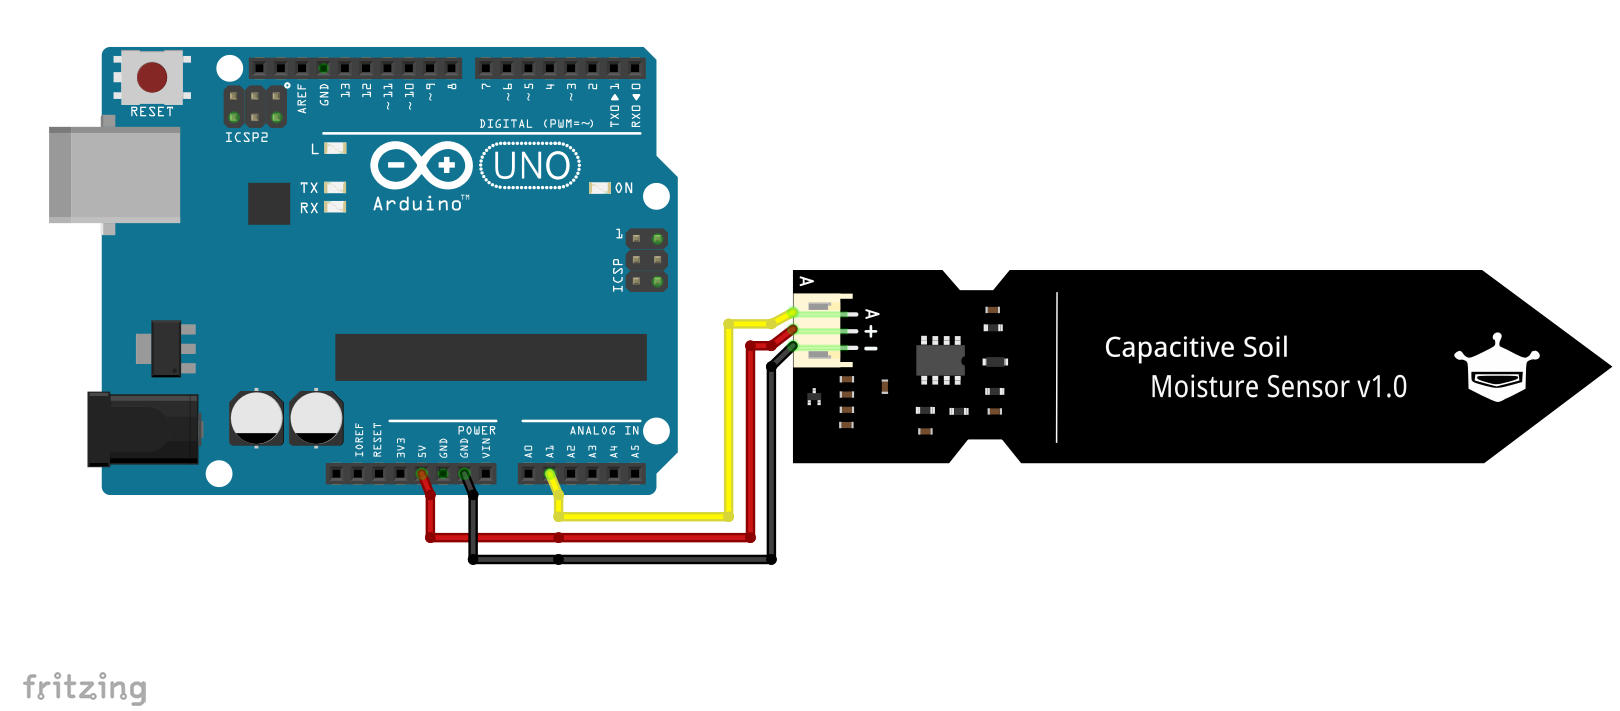 RESET
ICSP2
AREF
GND
13
12
~11
~10
~9
8
7
~6
~5
4
~3
2
TX0▶1
RX0◀0
DIGITAL (PWM=~)
L
TX
RX
Arduino™
UNO
ON
1
ICSP
IOREF
RESET
3V3
5V
GND
GND
VIN
POWER
A0
A1
A2
A3
A4
A5
ANALOG IN
A
A
+
-
Capacitive Soil
Moisture Sensor v1.0
fritzing